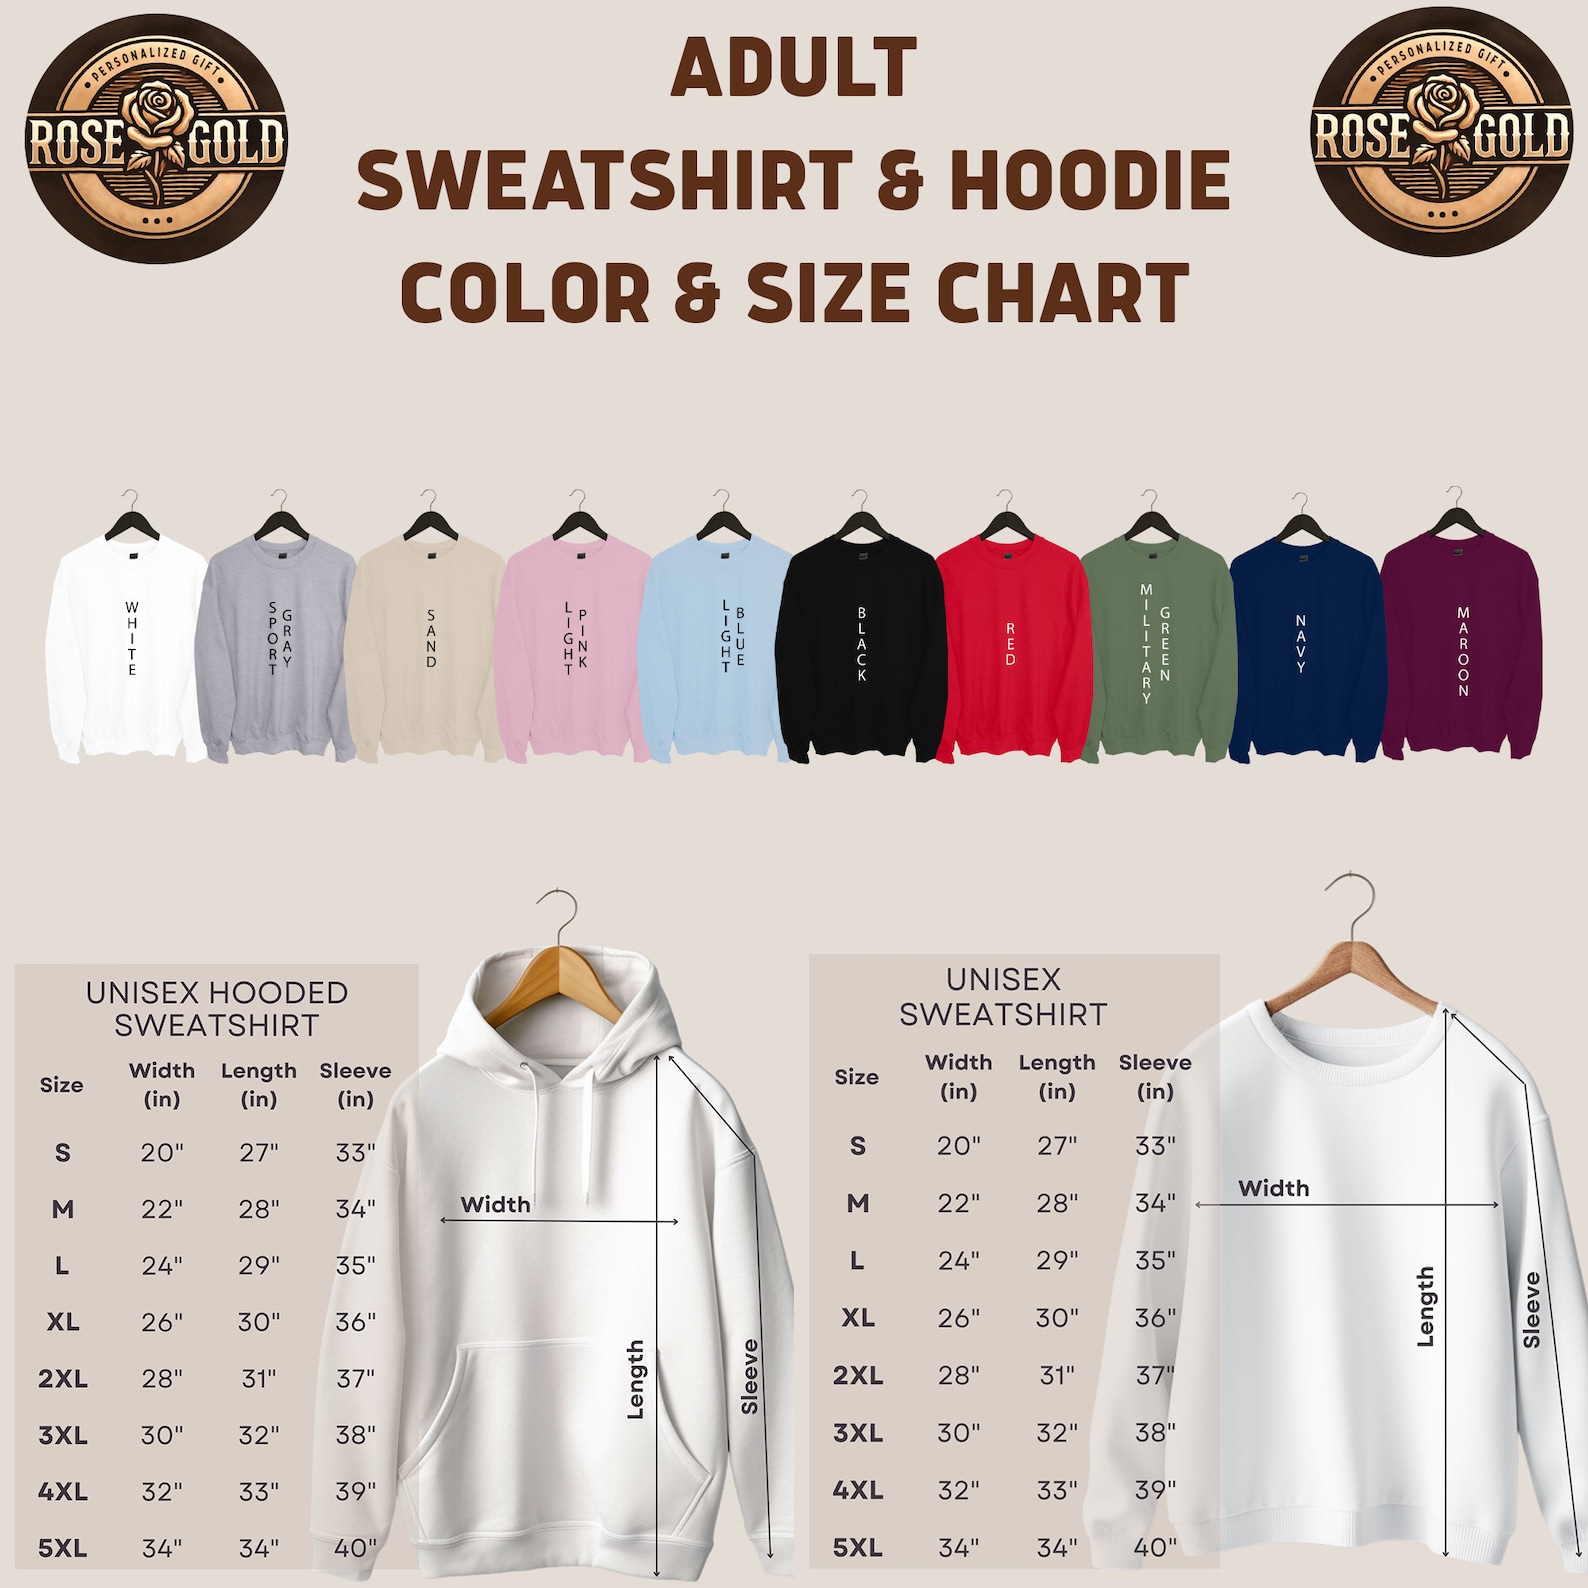 PERSONALIZED GIFT
ROSE GOLD
PERSONALIZED GIFT
ROSE GOLD
ADULT
SWEATSHIRT & HOODIE
COLOR & SIZE CHART
WHITE
SPORT GRAY
SAND
LIGHT PINK
LIGHT BLUE
BLACK
RED
MILITARY GREEN
NAVY
MAROON
UNISEX HOODED
SWEATSHIRT
Size Width (in) Length (in) Sleeve (in)
S 20" 27" 33"
M 22" 28" 34"
L 24" 29" 35"
XL 26" 30" 36"
2XL 28" 31" 37"
3XL 30" 32" 38"
4XL 32" 33" 39"
5XL 34" 34" 40"
Width
Length
Sleeve
UNISEX
SWEATSHIRT
Size Width (in) Length (in) Sleeve (in)
S 20" 27" 33"
M 22" 28" 34"
L 24" 29" 35"
XL 26" 30" 36"
2XL 28" 31" 37"
3XL 30" 32" 38"
4XL 32" 33" 39"
5XL 34" 34" 40"
Width
Length
Sleeve